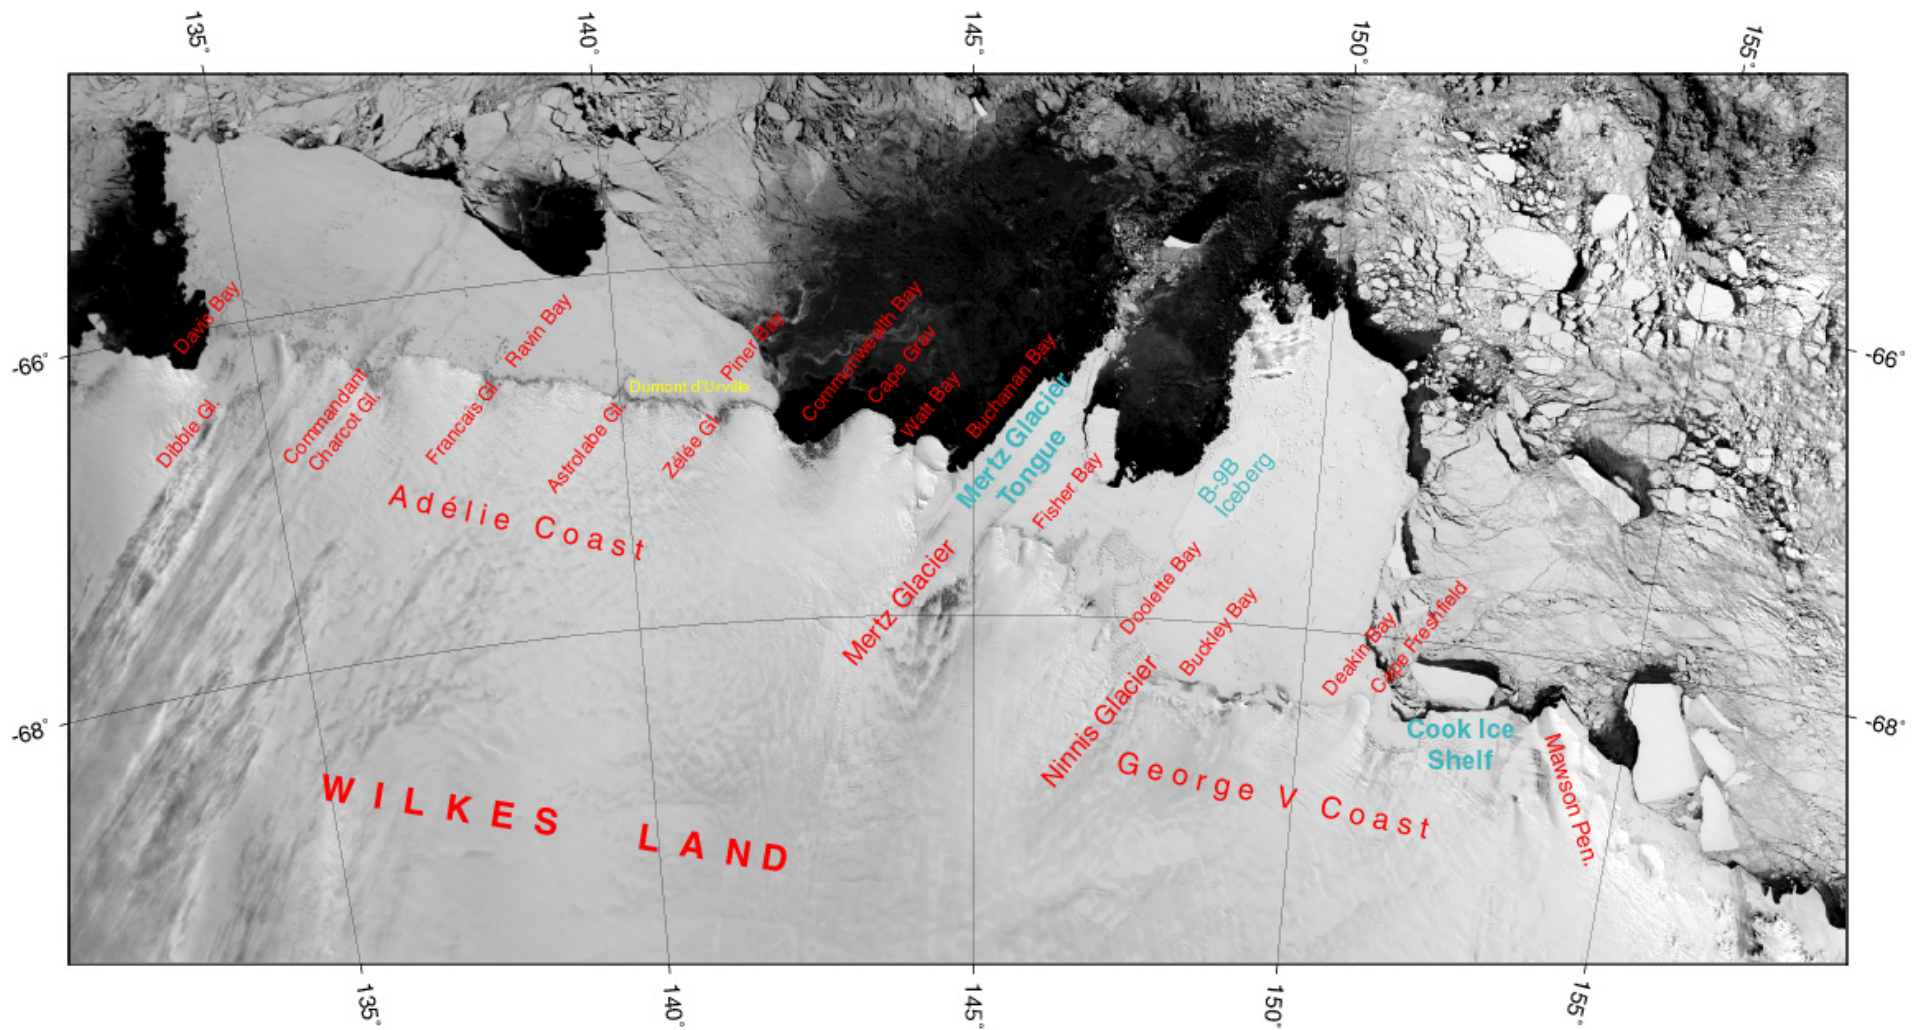 135°
140°
145°
150°
155°
-66°
-66°
Davis Bay
Ravin Bay
Piner Bay
Commonwealth Bay
Cape Gray
Watt Bay
Buchanan Bay
Dumont d'Urville
Dibble Gl.
Commandant
Charcot Gl.
Francais Gl.
Astrolabe Gl.
Zélée Gl.
Mertz Glacier
Tongue
Fisher Bay
B-9B
Iceberg
Adélie Coast
Mertz Glacier
Doolette Bay
Buckley Bay
Deakin Bay
Cape Freshfield
Ninnis Glacier
-68°
-68°
Cook Ice
Shelf
Mawson Pen.
George V Coast
WILKES LAND
135°
140°
145°
150°
155°